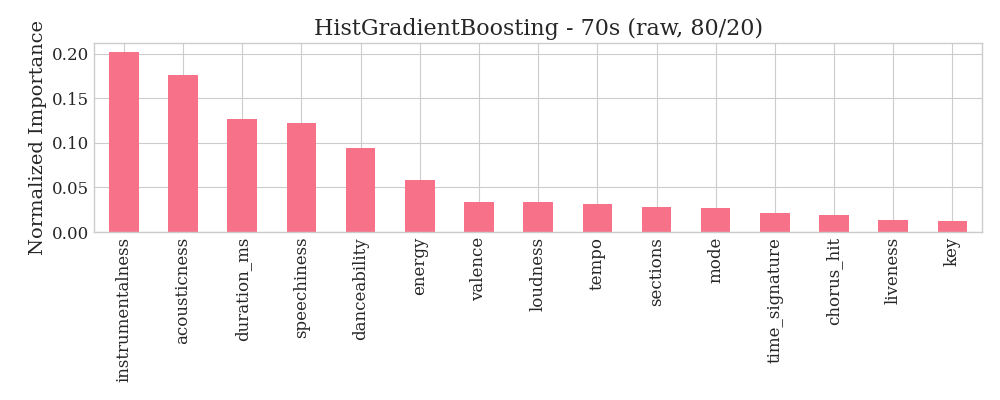 HistGradientBoosting - 70s (raw, 80/20)
Normalized Importance
0.20
0.15
0.10
0.05
0.00
instrumentalness
acousticness
duration_ms
speechiness
danceability
energy
valence
loudness
tempo
sections
mode
time_signature
chorus_hit
liveness
key